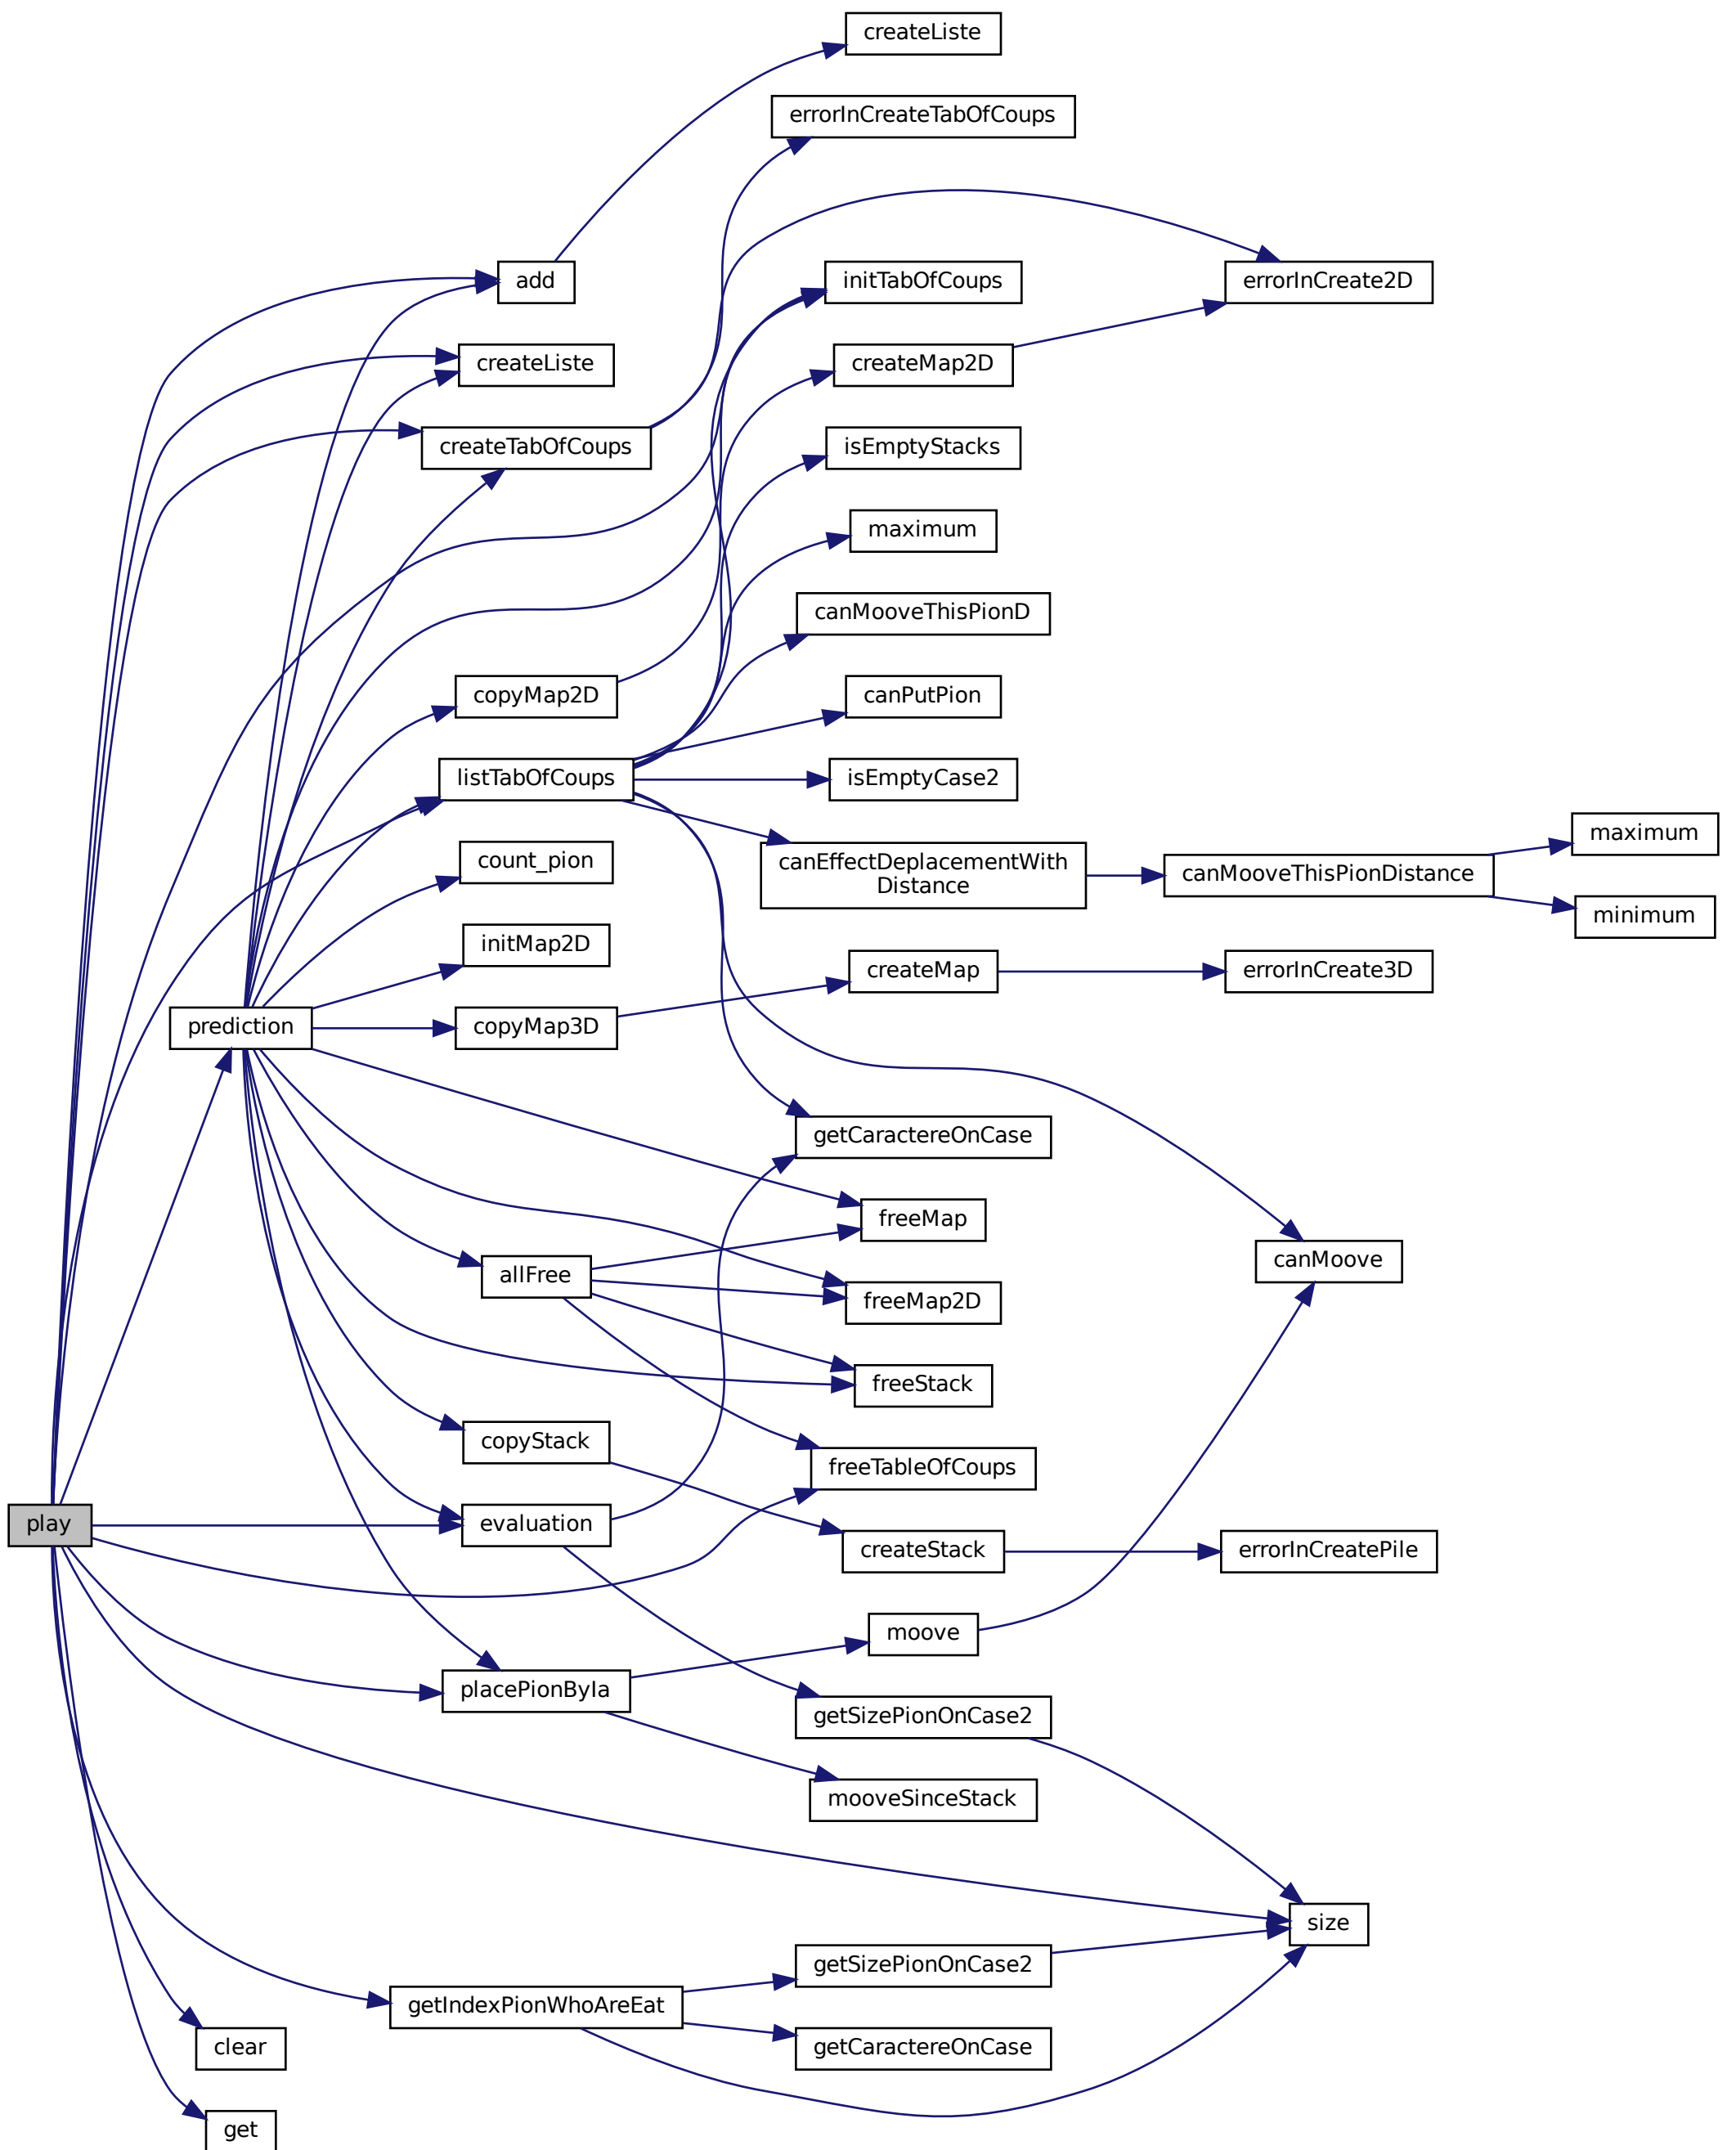 createListe
errorInCreateTabOfCoups
add
initTabOfCoups
errorInCreate2D
createListe
createMap2D
createTabOfCoups
isEmptyStacks
maximum
canMooveThisPionD
copyMap2D
canPutPion
listTabOfCoups
isEmptyCase2
count_pion
canEffectDeplacementWith
Distance
canMooveThisPionDistance
maximum
minimum
initMap2D
createMap
errorInCreate3D
prediction
copyMap3D
getCaractereOnCase
freeMap
canMoove
allFree
freeMap2D
freeStack
copyStack
freeTableOfCoups
play
evaluation
createStack
errorInCreatePile
moove
placePionByIa
getSizePionOnCase2
mooveSinceStack
size
getSizePionOnCase2
getIndexPionWhoAreEat
clear
getCaractereOnCase
get